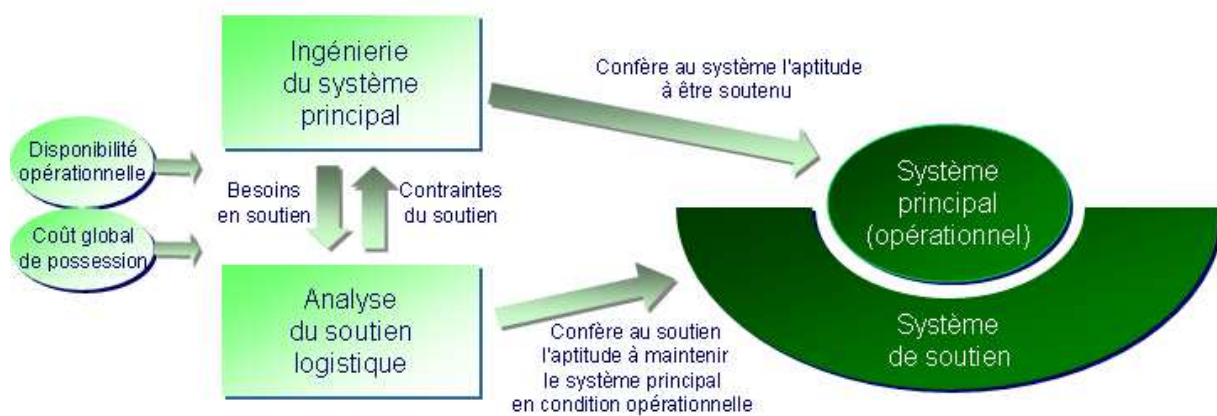 Ingénierie
du système
principal
Confère au système l'aptitude
à être soutenu
Disponibilité
opérationnelle
Besoins
en soutien
Contraintes
du soutien
Système
principal
(opérationnel)
Coût global
de possession
Analyse
du soutien
logistique
Confère au soutien
l'aptitude à maintenir
le système principal
en condition opérationnelle
Système
de soutien